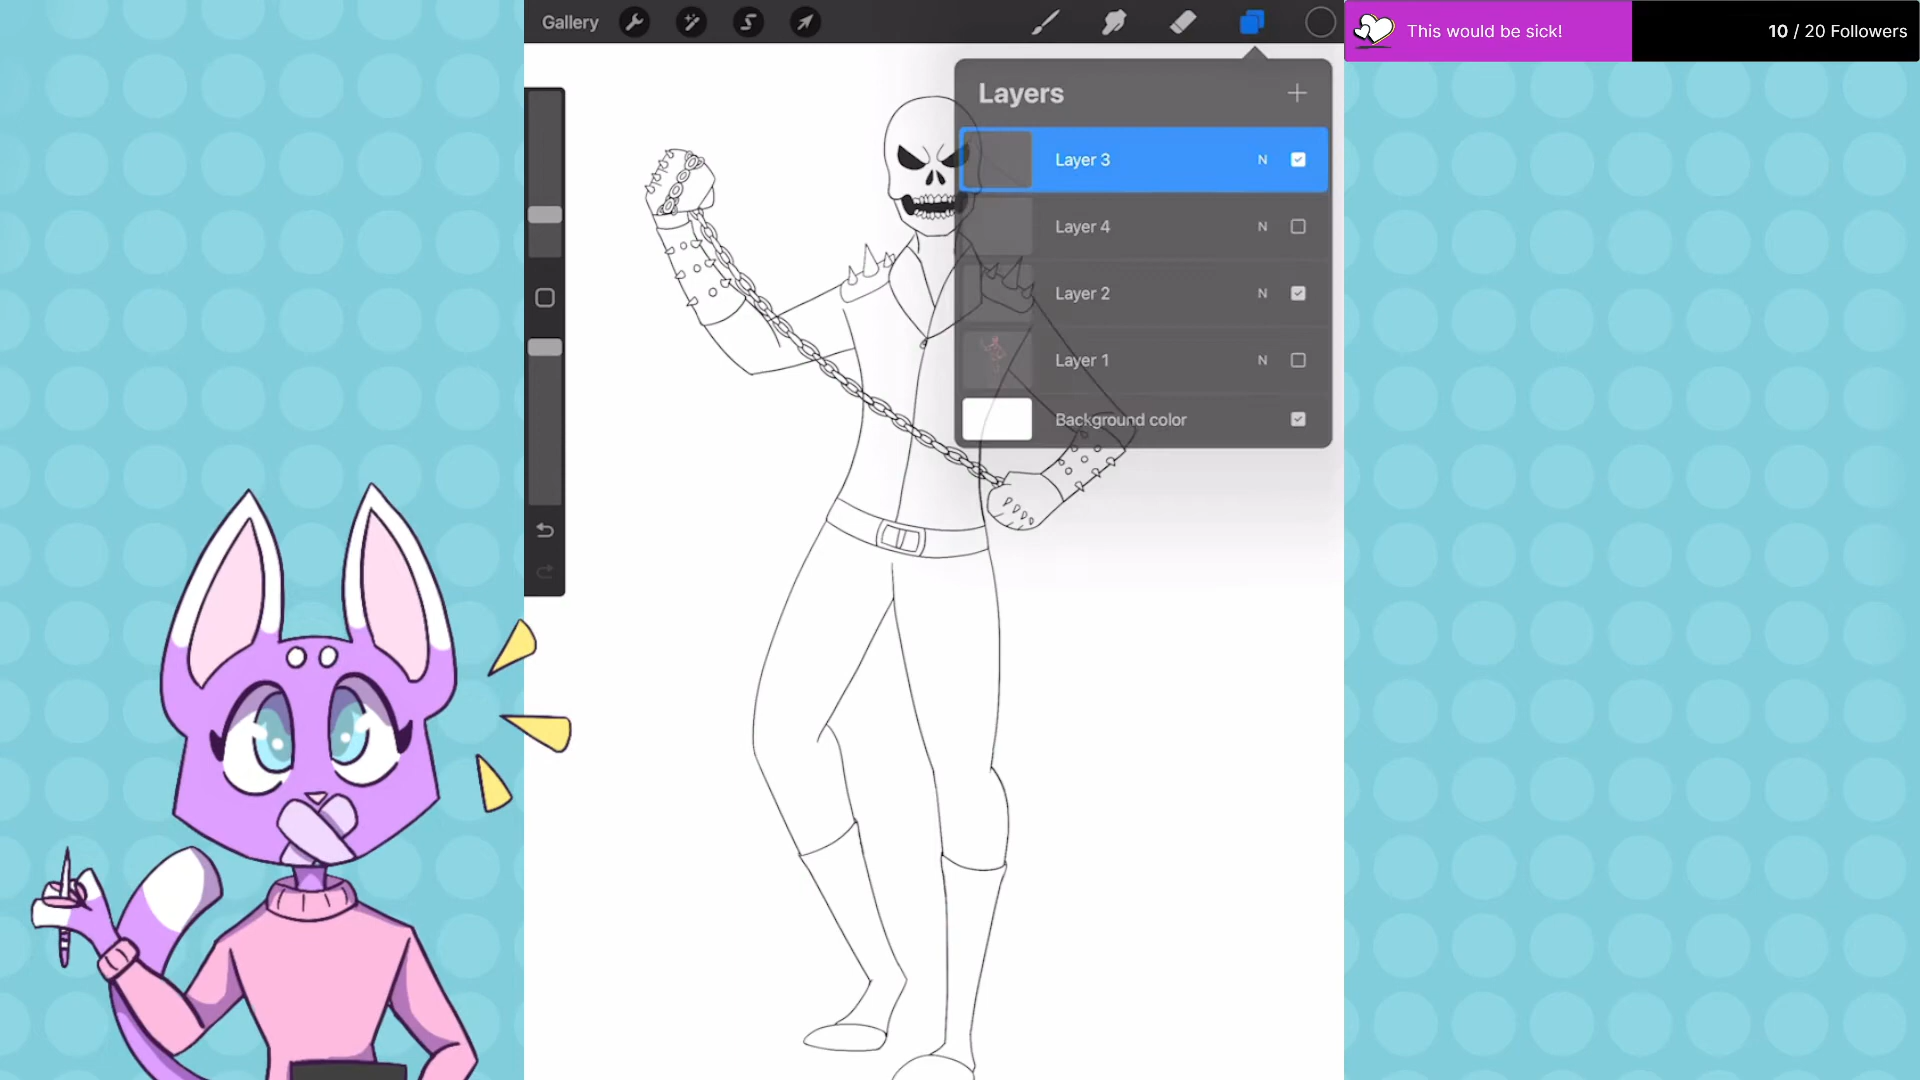 Gallery
This would be sick!
10 / 20 Followers
Layers
Layer 3 N
Layer 4 N
Layer 2 N
Layer 1 N
Background color